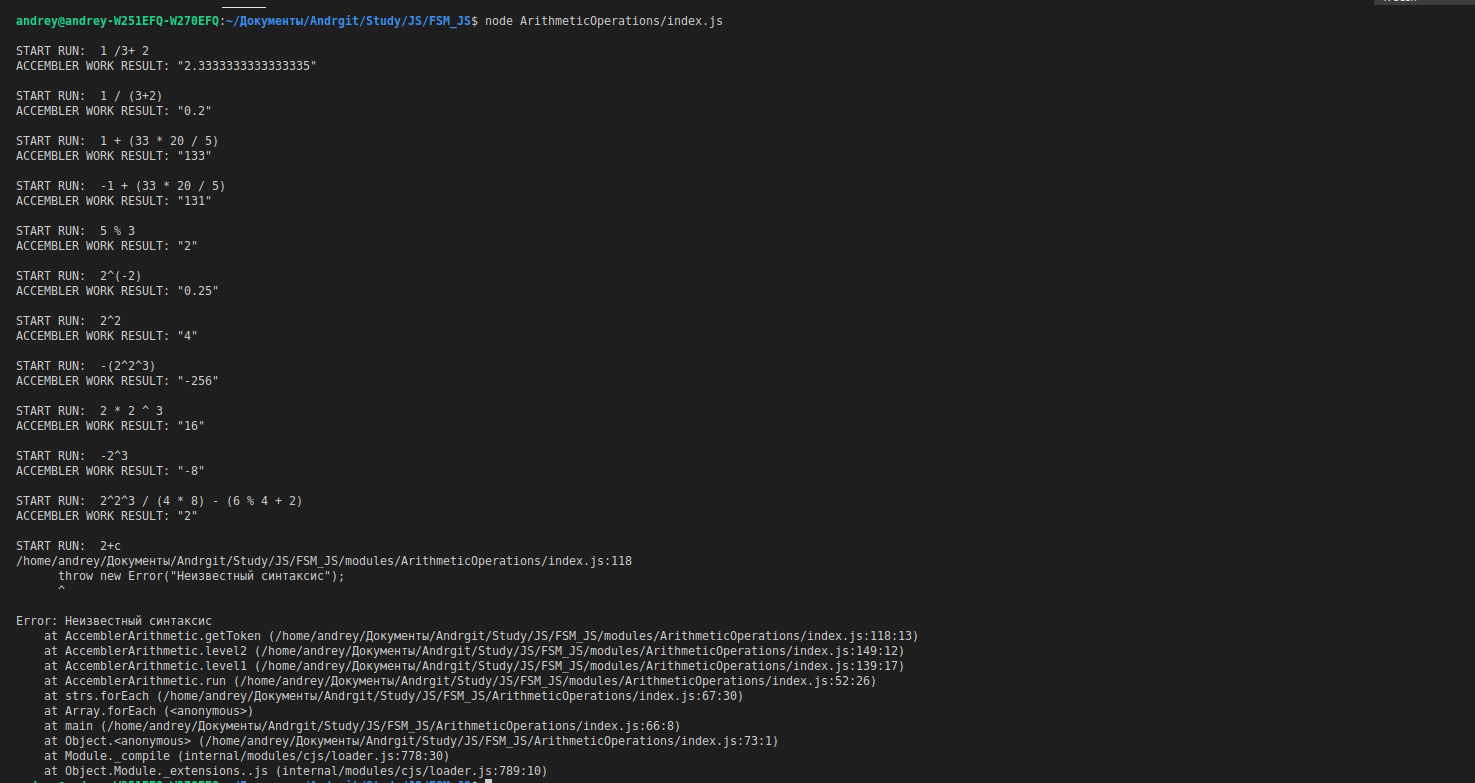 andrey@andrey-W251EFQ-W270EFQ:~/Документы/Andrgit/Study/JS/FSM_JS$ node ArithmeticOperations/index.js
START RUN:  1 /3+ 2
ACCEMBLER WORK RESULT: "2.3333333333333335"
START RUN:  1 / (3+2)
ACCEMBLER WORK RESULT: "0.2"
START RUN:  1 + (33 * 20 / 5)
ACCEMBLER WORK RESULT: "133"
START RUN:  -1 + (33 * 20 / 5)
ACCEMBLER WORK RESULT: "131"
START RUN:  5 % 3
ACCEMBLER WORK RESULT: "2"
START RUN:  2^(-2)
ACCEMBLER WORK RESULT: "0.25"
START RUN:  2^2
ACCEMBLER WORK RESULT: "4"
START RUN:  -(2^2^3)
ACCEMBLER WORK RESULT: "-256"
START RUN:  2 * 2 ^ 3
ACCEMBLER WORK RESULT: "16"
START RUN:  -2^3
ACCEMBLER WORK RESULT: "-8"
START RUN:  2^2^3 / (4 * 8) - (6 % 4 + 2)
ACCEMBLER WORK RESULT: "2"
START RUN:  2+c
/home/andrey/Документы/Andrgit/Study/JS/FSM_JS/modules/ArithmeticOperations/index.js:118
      throw new Error("Неизвестный синтаксис");
      ^
Error: Неизвестный синтаксис
    at AccemblerArithmetic.getToken (/home/andrey/Документы/Andrgit/Study/JS/FSM_JS/modules/ArithmeticOperations/index.js:118:13)
    at AccemblerArithmetic.level2 (/home/andrey/Документы/Andrgit/Study/JS/FSM_JS/modules/ArithmeticOperations/index.js:149:12)
    at AccemblerArithmetic.level1 (/home/andrey/Документы/Andrgit/Study/JS/FSM_JS/modules/ArithmeticOperations/index.js:139:17)
    at AccemblerArithmetic.run (/home/andrey/Документы/Andrgit/Study/JS/FSM_JS/modules/ArithmeticOperations/index.js:52:26)
    at strs.forEach (/home/andrey/Документы/Andrgit/Study/JS/FSM_JS/ArithmeticOperations/index.js:67:30)
    at Array.forEach (<anonymous>)
    at main (/home/andrey/Документы/Andrgit/Study/JS/FSM_JS/ArithmeticOperations/index.js:66:8)
    at Object.<anonymous> (/home/andrey/Документы/Andrgit/Study/JS/FSM_JS/ArithmeticOperations/index.js:73:1)
    at Module._compile (internal/modules/cjs/loader.js:778:30)
    at Object.Module._extensions..js (internal/modules/cjs/loader.js:789:10)